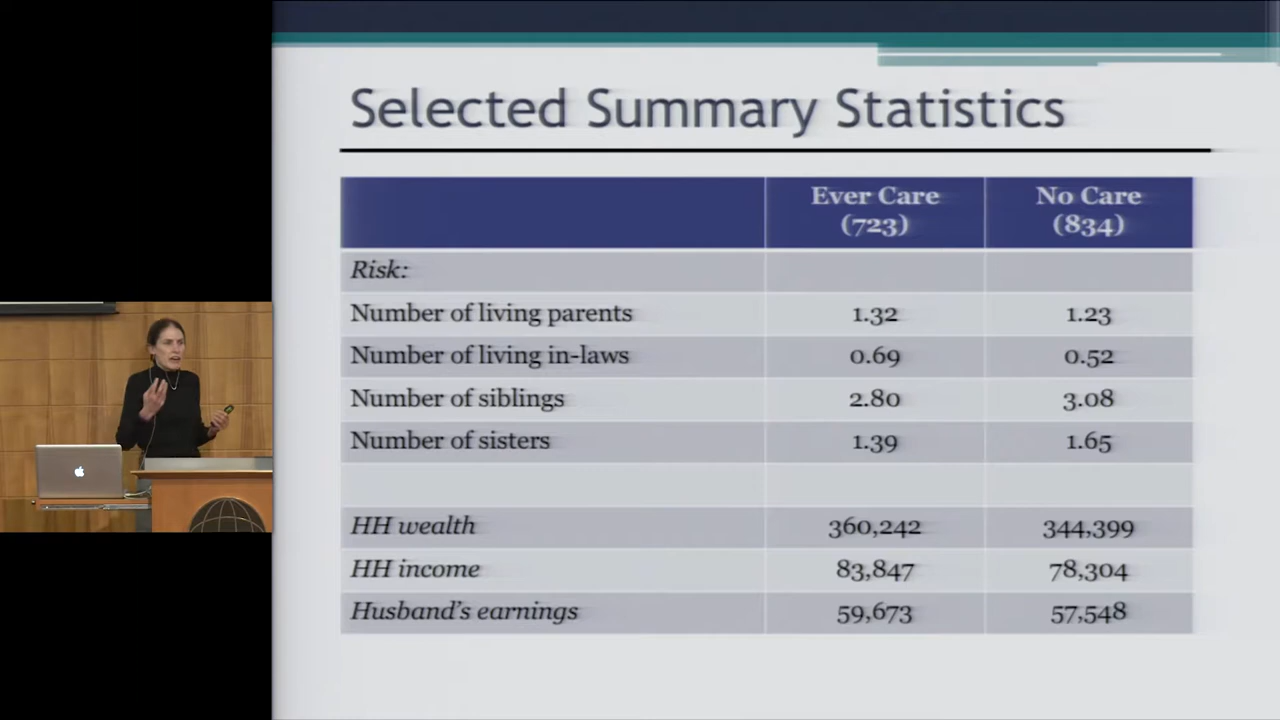 Selected Summary Statistics
Ever Care (723) No Care (834)
Risk:
Number of living parents 1.32 1.23
Number of living in-laws 0.69 0.52
Number of siblings 2.80 3.08
Number of sisters 1.39 1.65
HH wealth 360,242 344,399
HH income 83,847 78,304
Husband's earnings 59,673 57,548